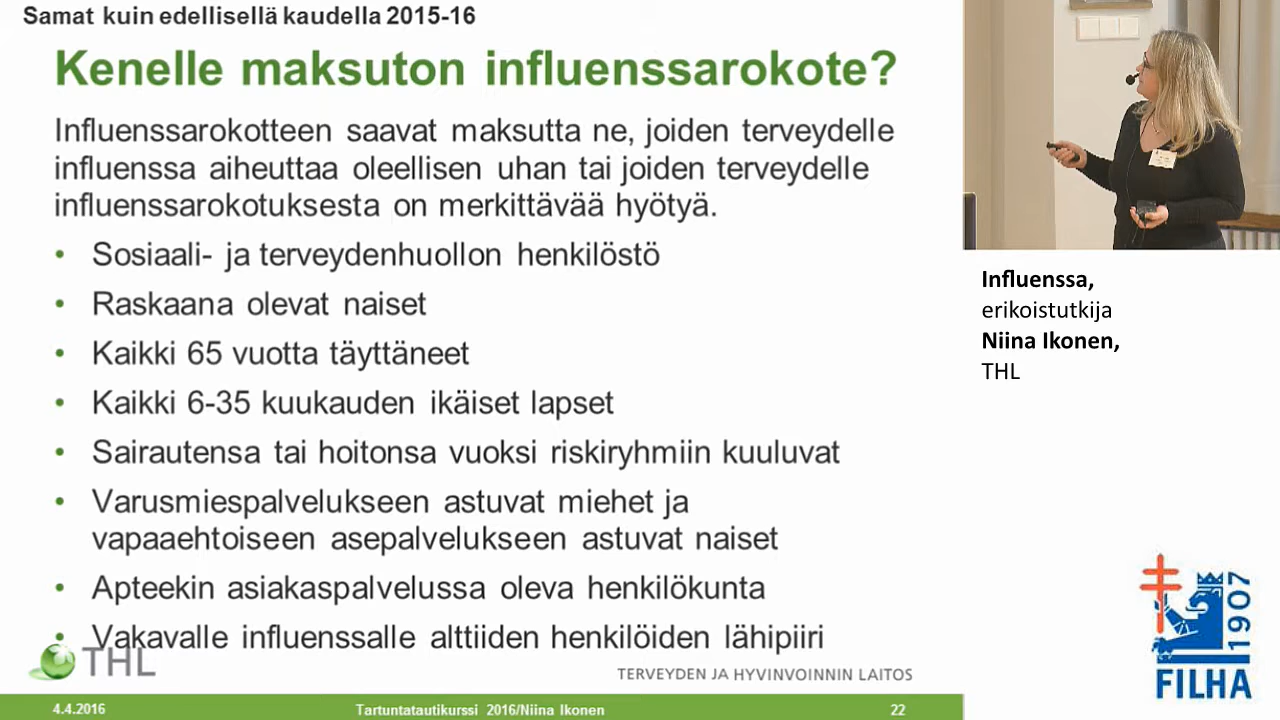 Samat kuin edellisellä kaudella 2015-16
Kenelle maksuton influenssarokote?
Influenssarokotteen saavat maksutta ne, joiden terveydelle
influenssa aiheuttaa oleellisen uhan tai joiden terveydelle
influenssarokotuksesta on merkittävää hyötyä.
• Sosiaali- ja terveydenhuollon henkilöstö
• Raskaana olevat naiset
• Kaikki 65 vuotta täyttäneet
• Kaikki 6-35 kuukauden ikäiset lapset
• Sairautensa tai hoitonsa vuoksi riskiryhmiin kuuluvat
• Varusmiespalvelukseen astuvat miehet ja
vapaaehtoiseen asepalvelukseen astuvat naiset
• Apteekin asiakaspalvelussa oleva henkilökunta
• Vakavalle influenssalle alttiiden henkilöiden lähipiiri
THL
TERVEYDEN JA HYVINVOINNIN LAITOS
4.4.2016
Tartuntatautikurssi 2016/Niina Ikonen
22
Influenssa,
erikoistutkija
Niina Ikonen,
THL
1907
FILHA